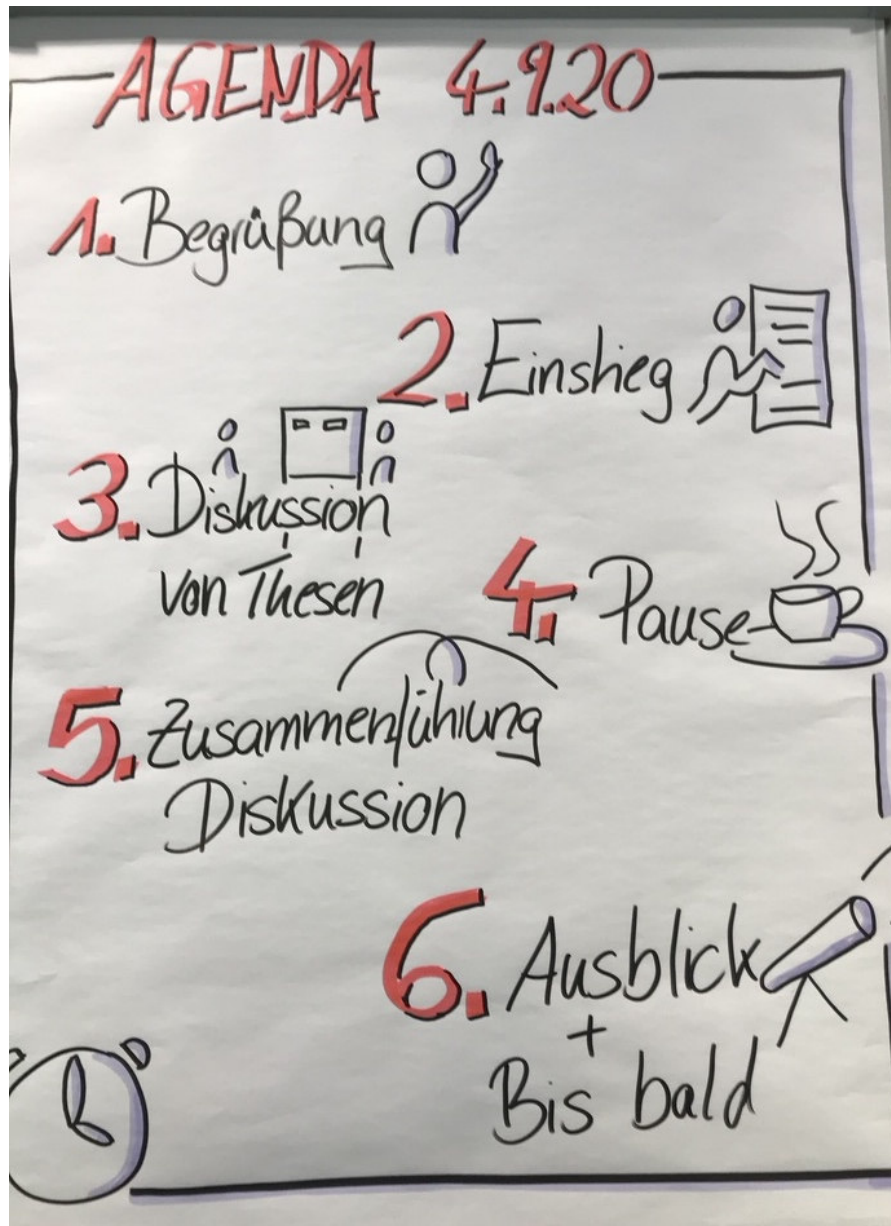 AGENDA 4.9.20
1. Begrüßung
2. Einstieg
3. Diskussion
von Thesen
4. Pause
5. Zusammenführung
Diskussion
6. Ausblick
+
Bis bald